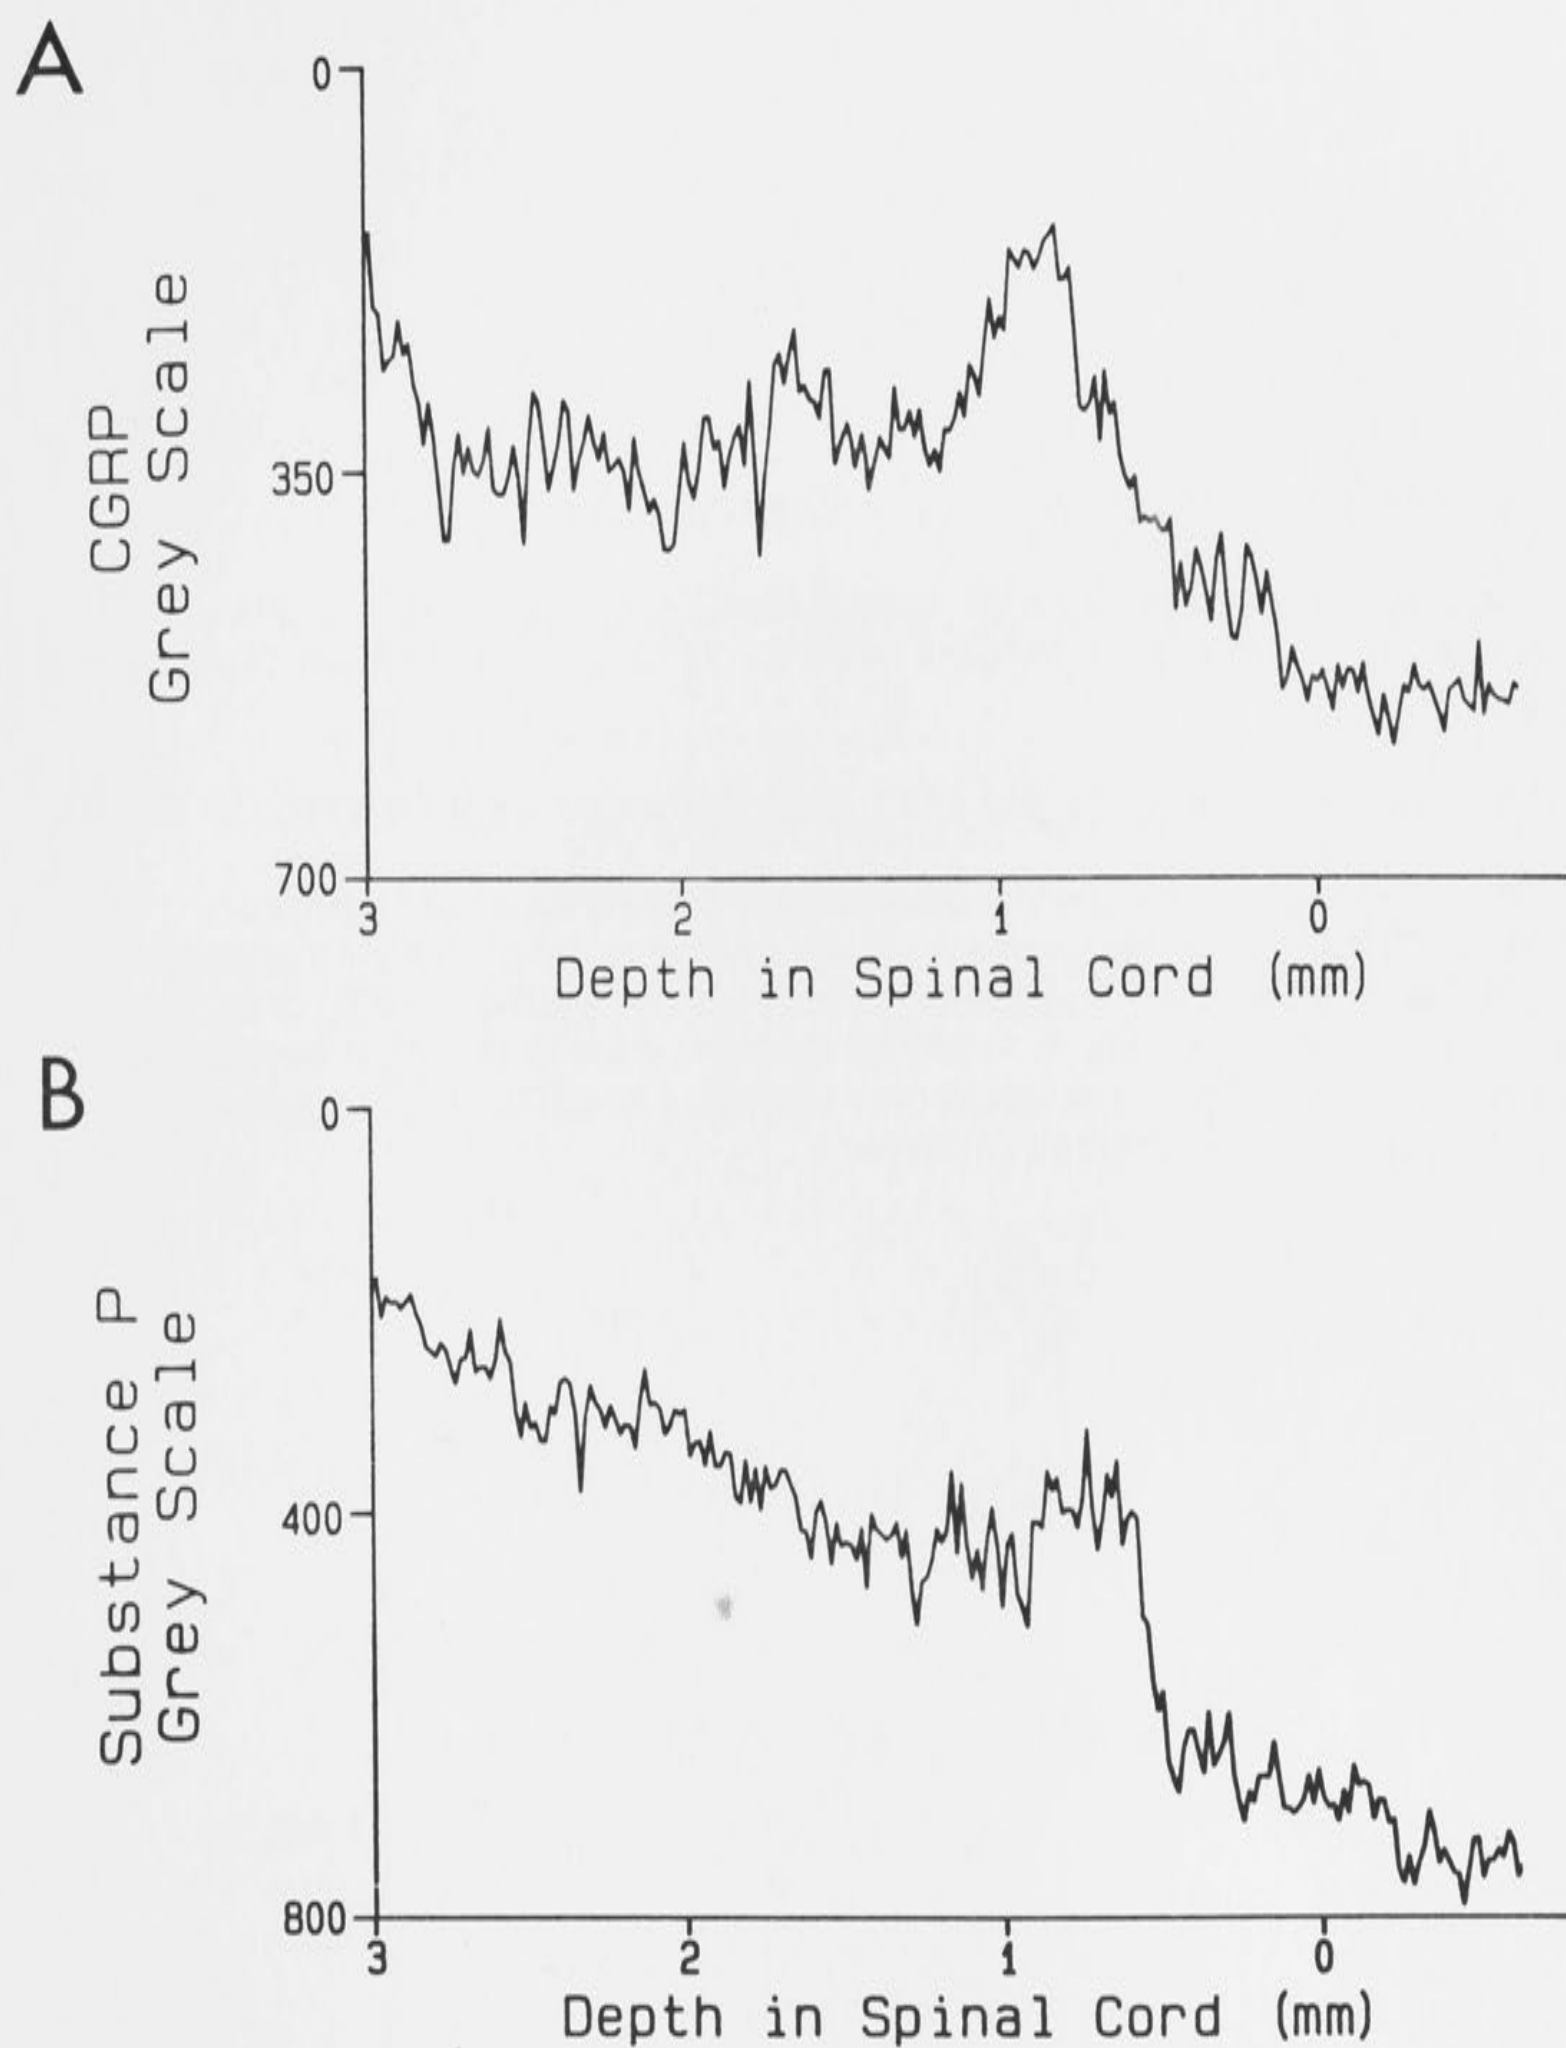 A
0
350
700
CGRP
Grey Scale
3 2 1 0
Depth in Spinal Cord (mm)
B
0
400
800
Substance P
Grey Scale
3 2 1 0
Depth in Spinal Cord (mm)